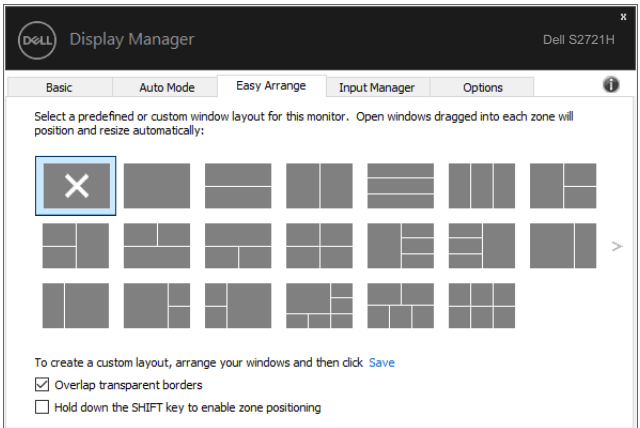 x
DELL Display Manager Dell S2721H
Basic Auto Mode Easy Arrange Input Manager Options i
Select a predefined or custom window layout for this monitor. Open windows dragged into each zone will
position and resize automatically:
>
To create a custom layout, arrange your windows and then click Save
Overlap transparent borders
Hold down the SHIFT key to enable zone positioning